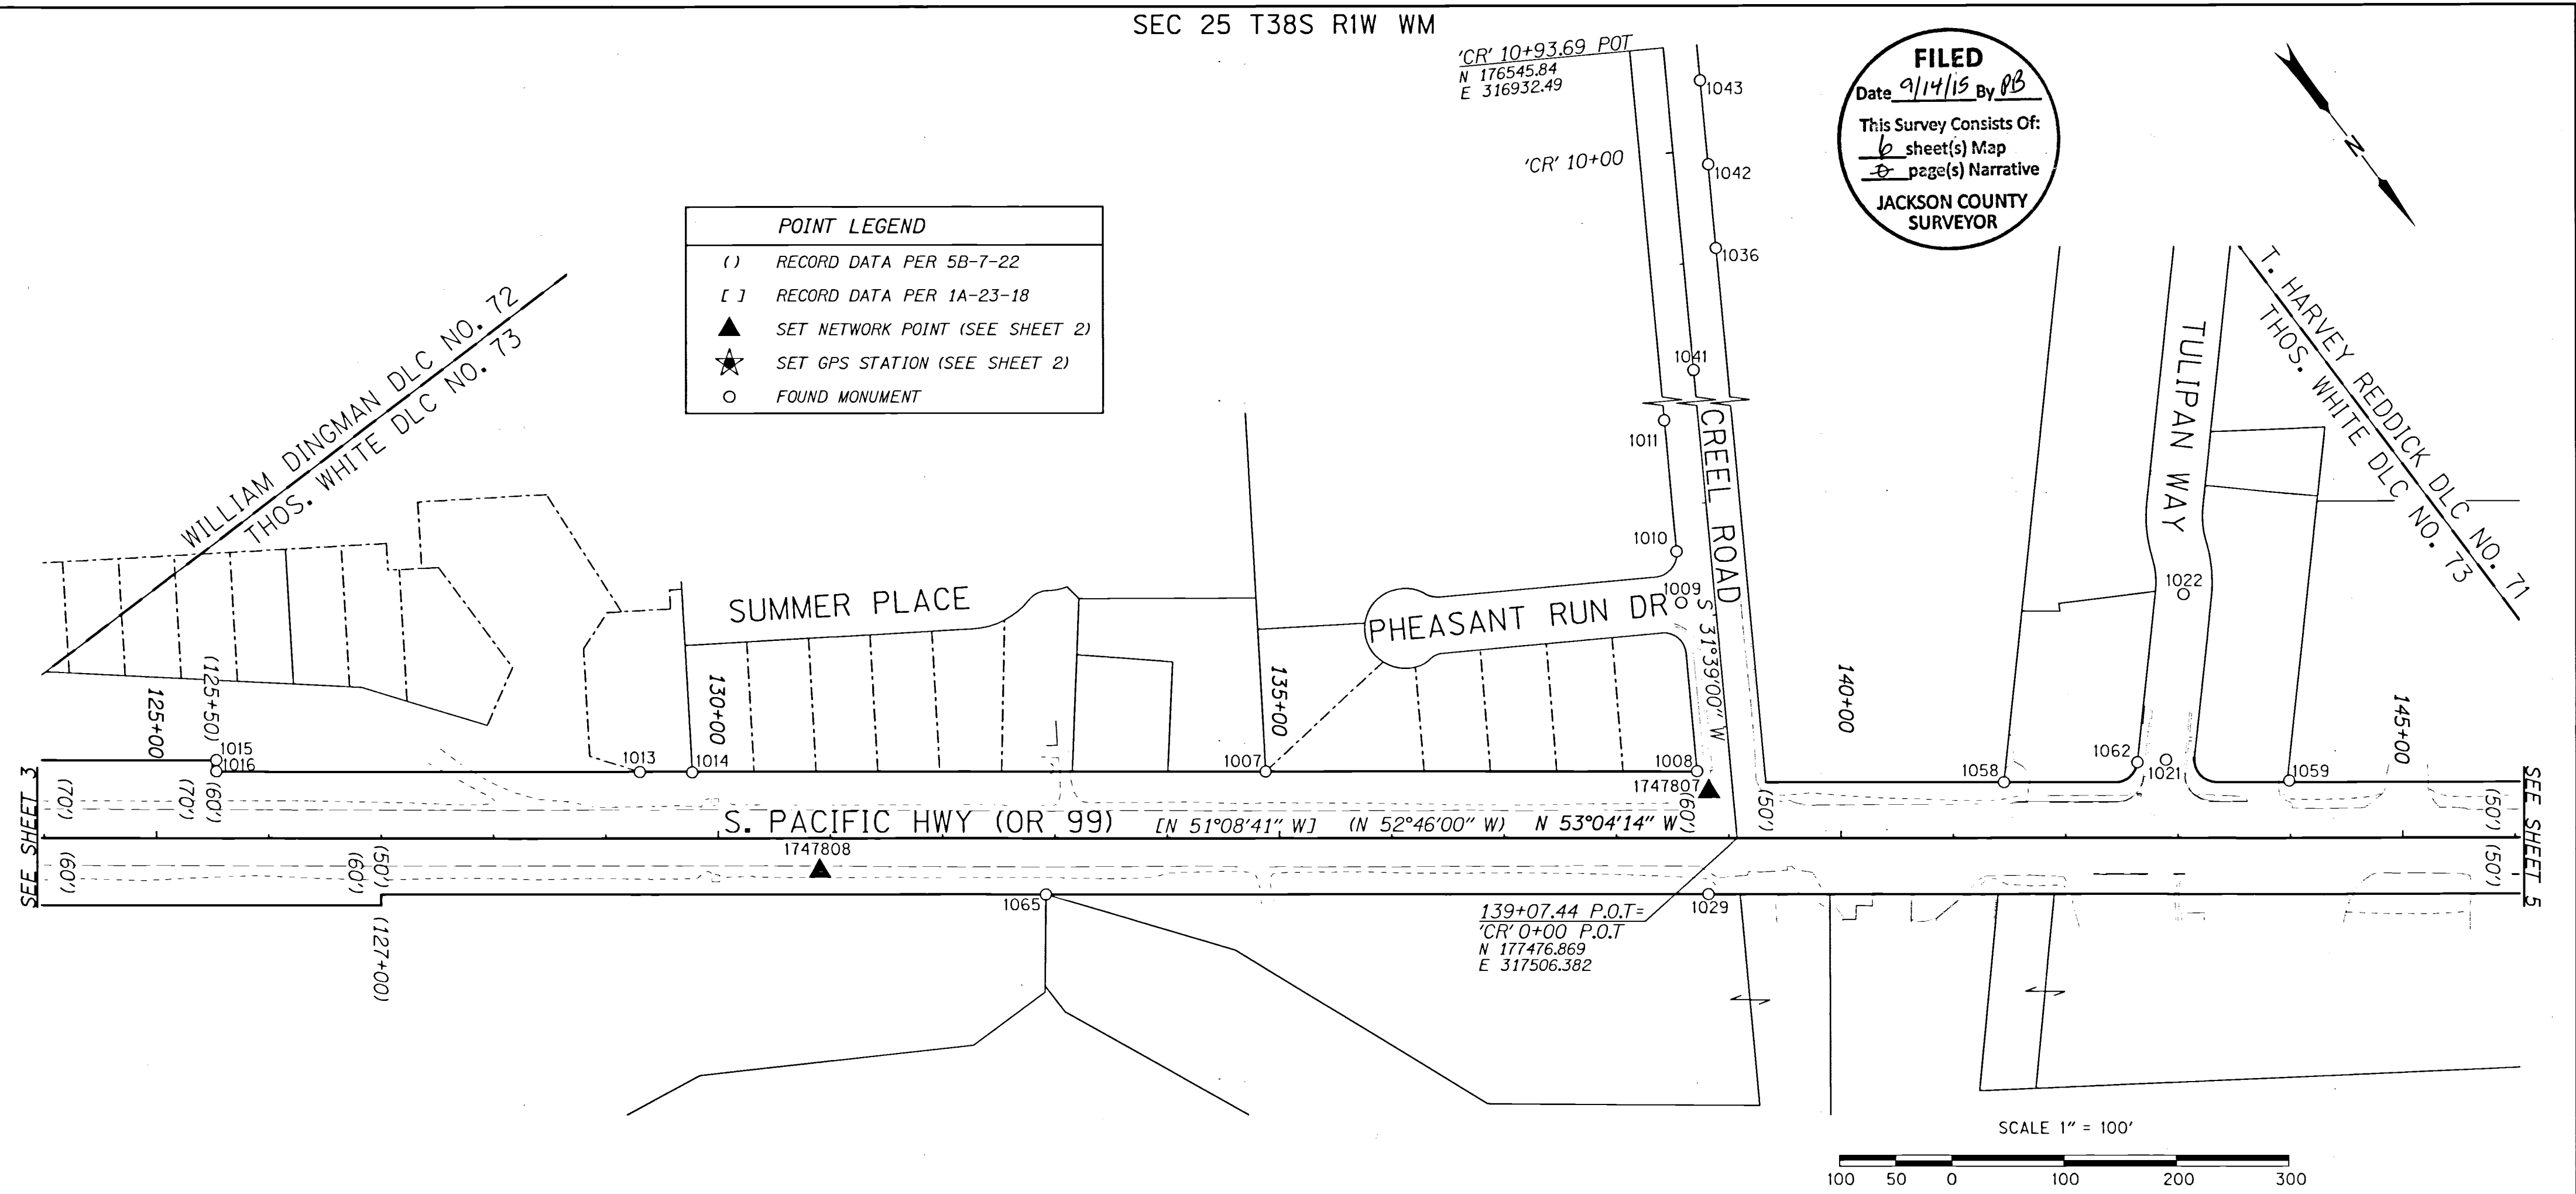 SEC 25 T38S R1W WM
'CR' 10+93.69 POT
N 176545.84
E 316932.49
'CR' 10+00
1043
1042
1036
1041
1011
1010
1009
FILED
Date 9/14/15 By PB
This Survey Consists Of:
6 sheet(s) Map
0 page(s) Narrative
JACKSON COUNTY
SURVEYOR
N
POINT LEGEND
( ) RECORD DATA PER 5B-7-22
[ ] RECORD DATA PER 1A-23-18
SET NETWORK POINT (SEE SHEET 2)
SET GPS STATION (SEE SHEET 2)
FOUND MONUMENT
WILLIAM DINGMAN DLC NO. 72
THOS. WHITE DLC NO. 73
T. HARVEY REDDICK DLC NO. 71
THOS. WHITE DLC NO. 73
SUMMER PLACE
PHEASANT RUN DR
CREEL ROAD
S 31°39'00" W
TULIPAN WAY
1022
125+00
(125+50)
130+00
135+00
140+00
145+00
1015
1016
1013
1014
1007
1008
1747807
1058
1062
1021
1059
SEE SHEET 3
(70')
(70')
(60')
(60')
(50')
(50')
SEE SHEET 5
S. PACIFIC HWY (OR 99) [N 51°08'41" W] (N 52°46'00" W) N 53°04'14" W
1747808
(60')
(60')
(50')
(50')
(127+00)
1065
1029
139+07.44 P.O.T=
'CR' 0+00 P.O.T
N 177476.869
E 317506.382
SCALE 1" = 100'
100 50 0 100 200 300